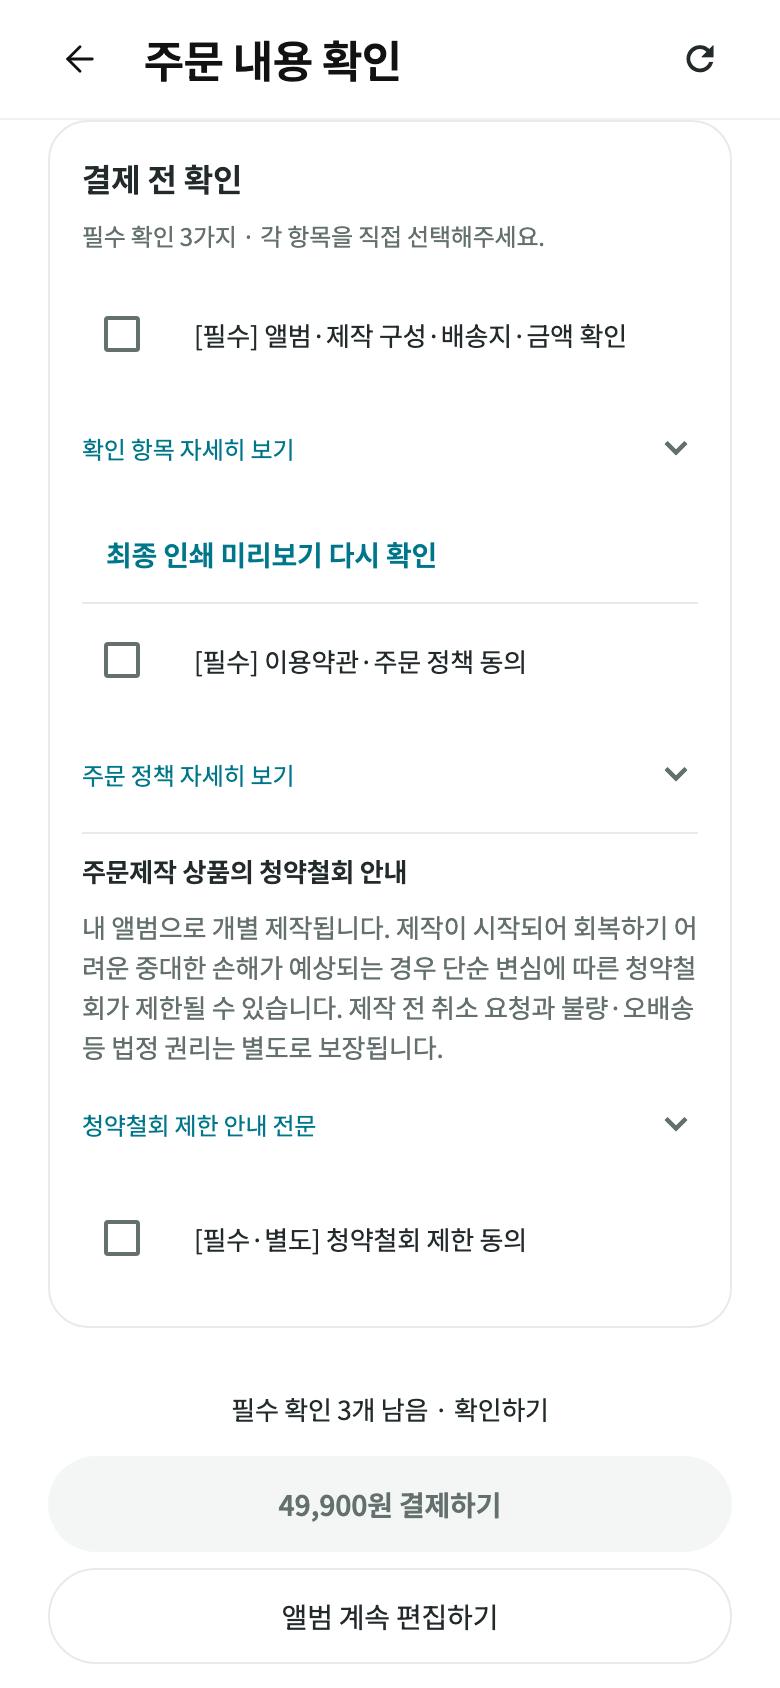 주문 내용 확인
결제 전 확인
필수 확인 3가지 · 각 항목을 직접 선택해주세요.
[필수] 앨범·제작 구성·배송지·금액 확인
확인 항목 자세히 보기
최종 인쇄 미리보기 다시 확인
[필수] 이용약관·주문 정책 동의
주문 정책 자세히 보기
주문제작 상품의 청약철회 안내
내 앨범으로 개별 제작됩니다. 제작이 시작되어 회복하기 어
려운 중대한 손해가 예상되는 경우 단순 변심에 따른 청약철
회가 제한될 수 있습니다. 제작 전 취소 요청과 불량·오배송
등 법정 권리는 별도로 보장됩니다.
청약철회 제한 안내 전문
[필수·별도] 청약철회 제한 동의
필수 확인 3개 남음 · 확인하기
49,900원 결제하기
앨범 계속 편집하기